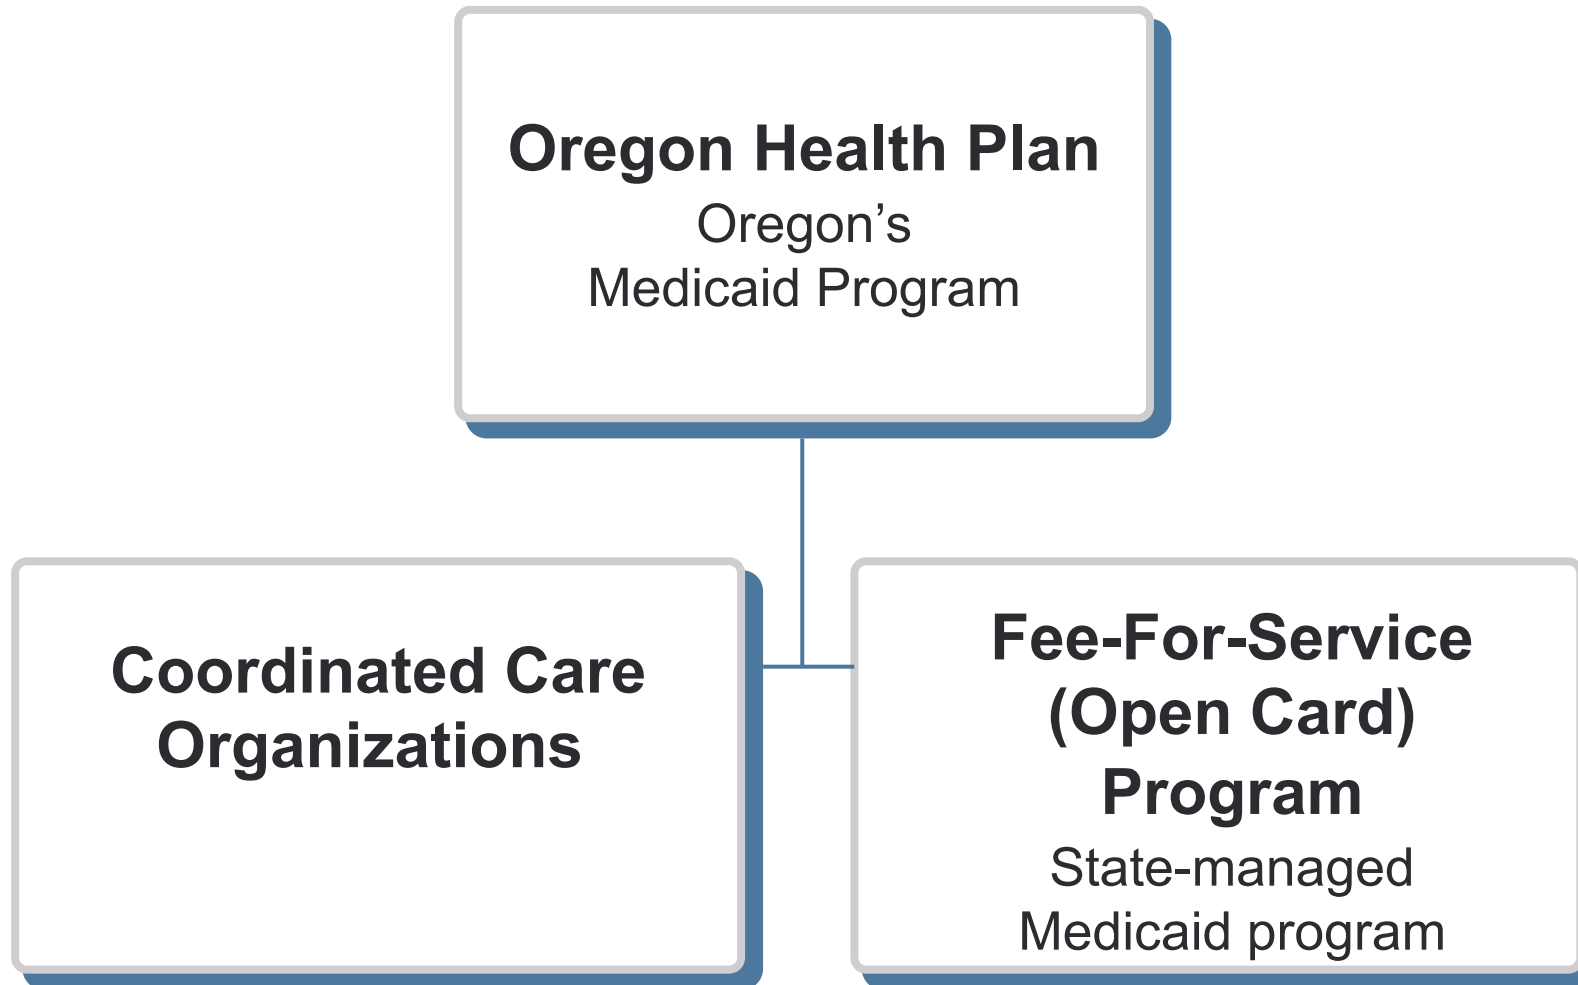 Oregon Health Plan
Oregon’s
Medicaid Program
Coordinated Care
Organizations
Fee-For-Service
(Open Card)
Program
State-managed
Medicaid program